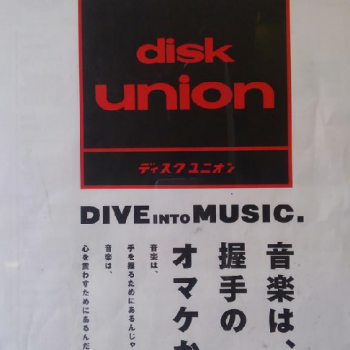 disk
union
ディスクユニオン
DIVE INTO MUSIC.
音楽は、
握手の
オマケか
音楽は、
手を握るためにあるんじゃ
音楽は、
心を震わすためにあるんだ